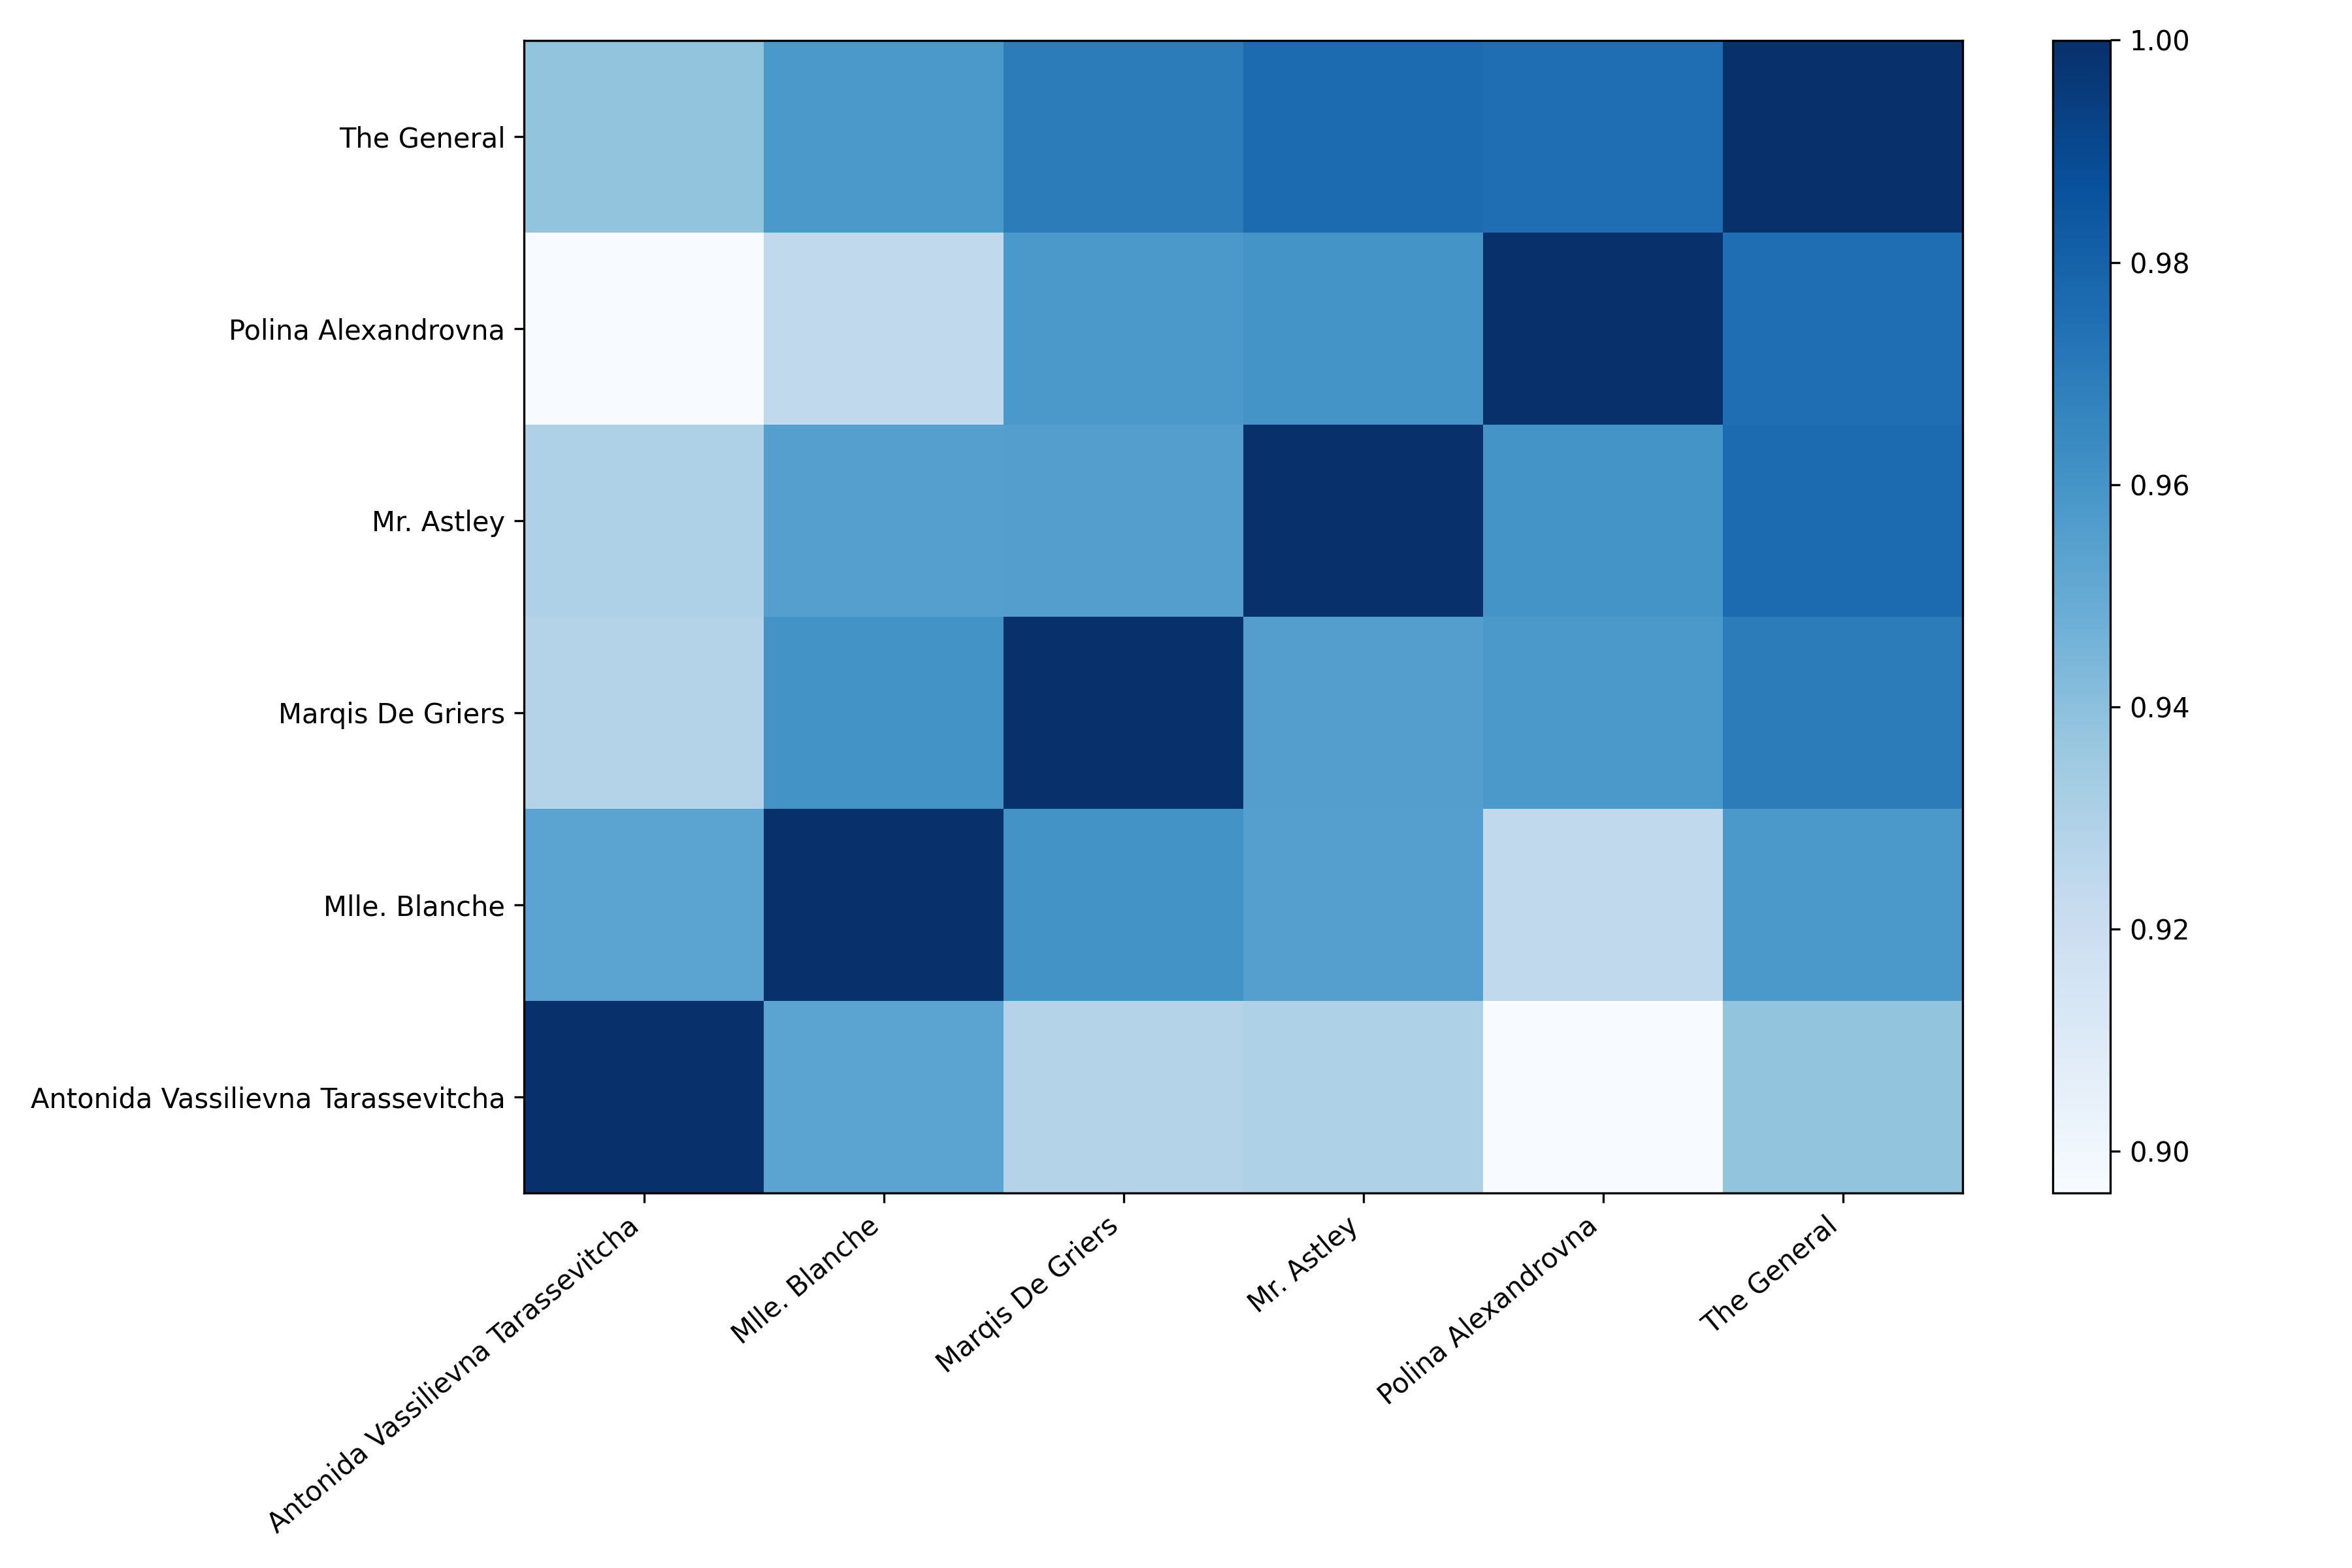 The General
Polina Alexandrovna
Mr. Astley
Marqis De Griers
Mlle. Blanche
Antonida Vassilievna Tarassevitcha
Antonida Vassilievna Tarassevitcha
Mlle. Blanche
Marqis De Griers
Mr. Astley
Polina Alexandrovna
The General
1.00
0.98
0.96
0.94
0.92
0.90